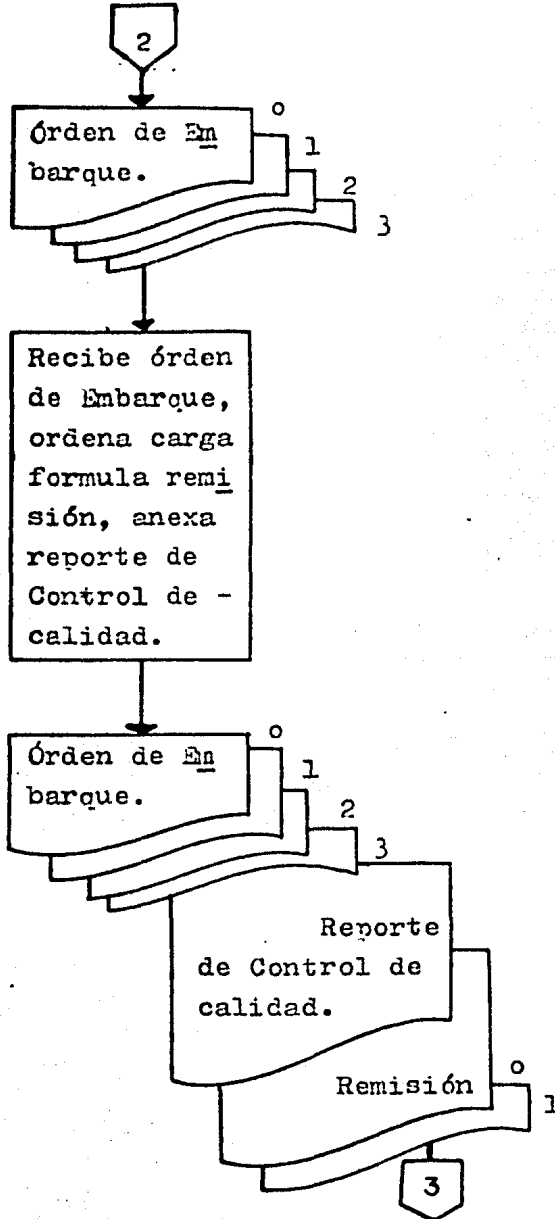 2
Órden de Em
barque.
0
1
2
3
Recibe órden
de Embarque,
ordena carga
formula remi
sión, anexa
reporte de
Control de -
calidad.
Órden de Em
barque.
0
1
2
3
Reporte
de Control de
calidad.
Remisión
0
1
3